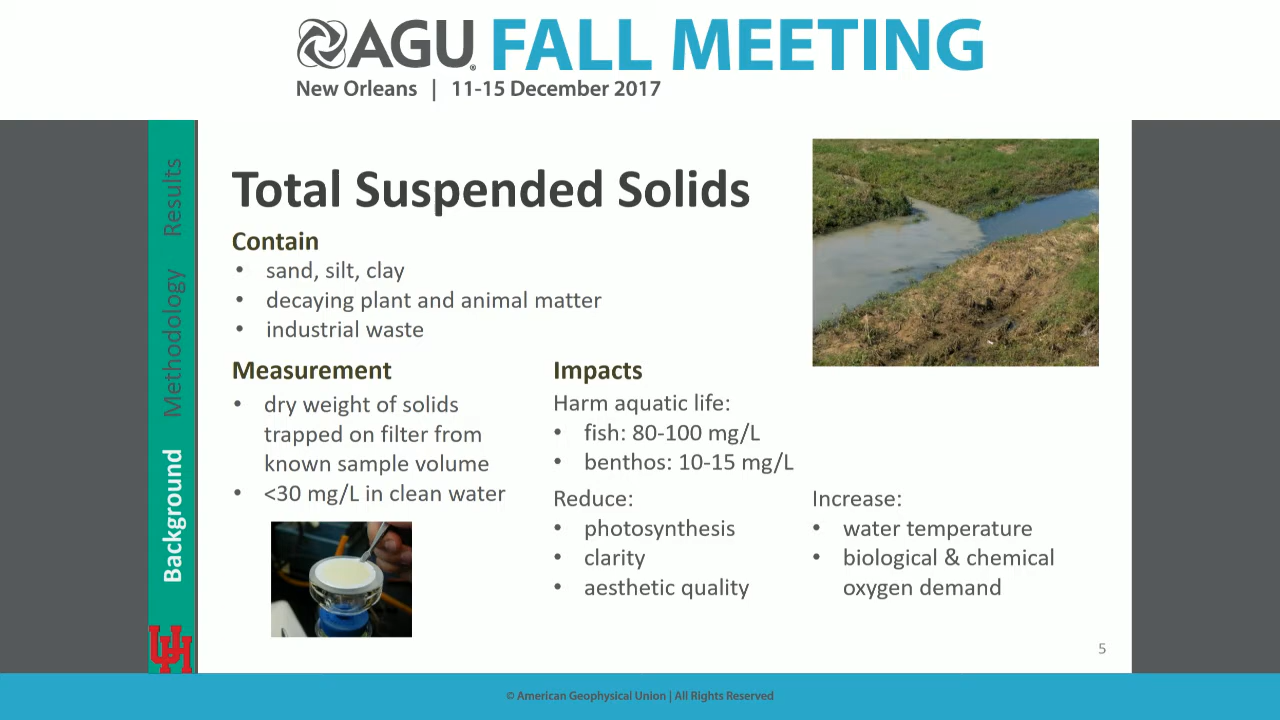 AGU FALL MEETING
New Orleans | 11-15 December 2017
Results
Methodology
Background
Total Suspended Solids
Contain
• sand, silt, clay
• decaying plant and animal matter
• industrial waste
Measurement
• dry weight of solids
trapped on filter from
known sample volume
• <30 mg/L in clean water
Impacts
Harm aquatic life:
• fish: 80-100 mg/L
• benthos: 10-15 mg/L
Reduce:
• photosynthesis
• clarity
• aesthetic quality
Increase:
• water temperature
• biological & chemical
oxygen demand
UH
5
© American Geophysical Union | All Rights Reserved